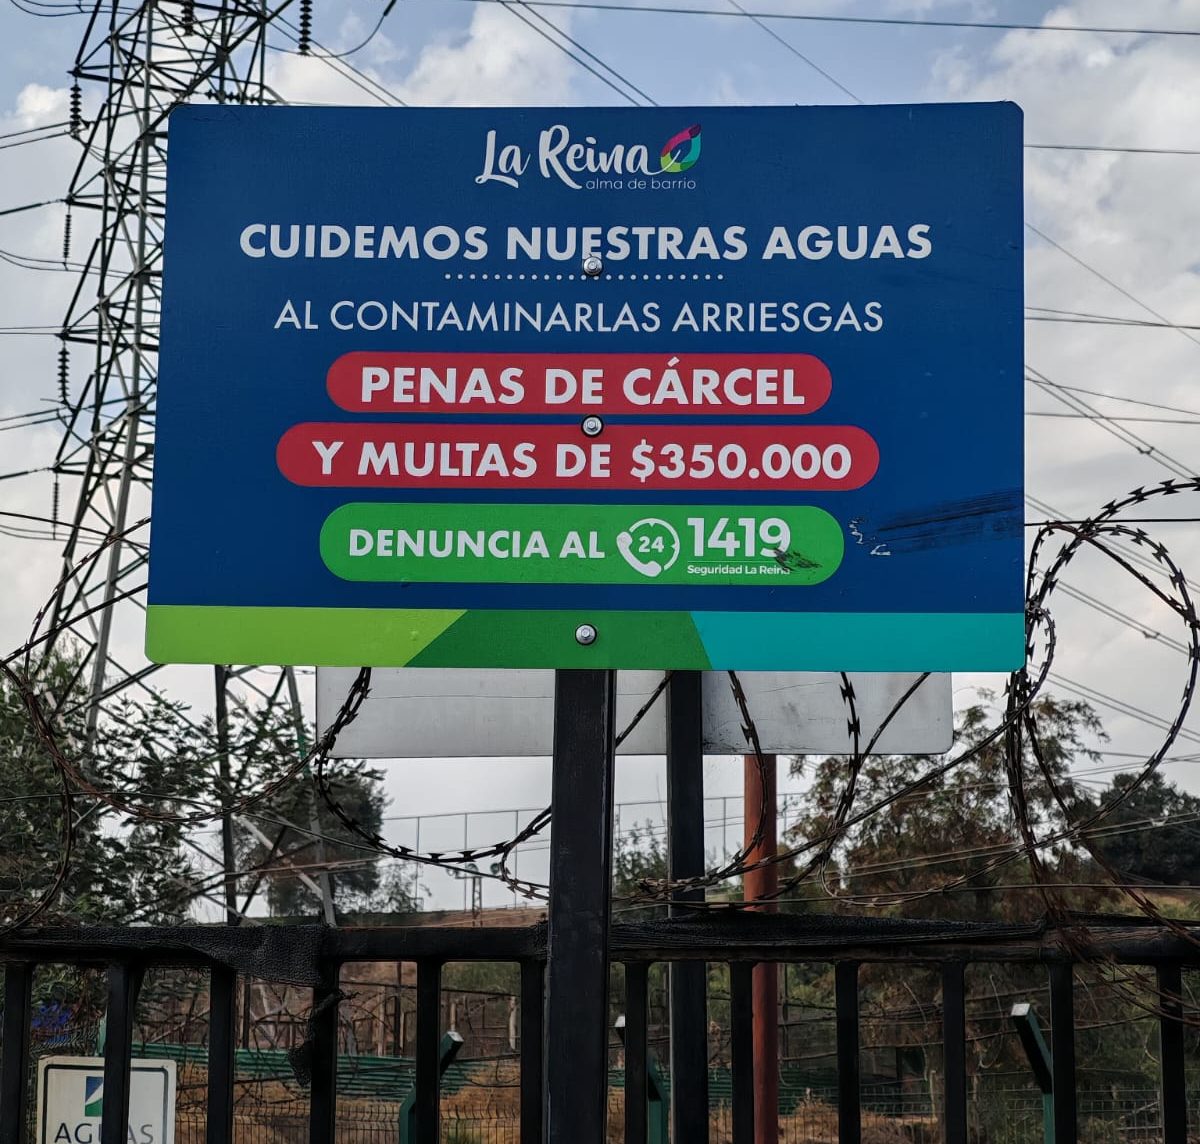 La Reina
alma de barrio
CUIDEMOS NUESTRAS AGUAS
AL CONTAMINARLAS ARRIESGAS
PENAS DE CÁRCEL
Y MULTAS DE $350.000
DENUNCIA AL 24 1419
Seguridad La Reina